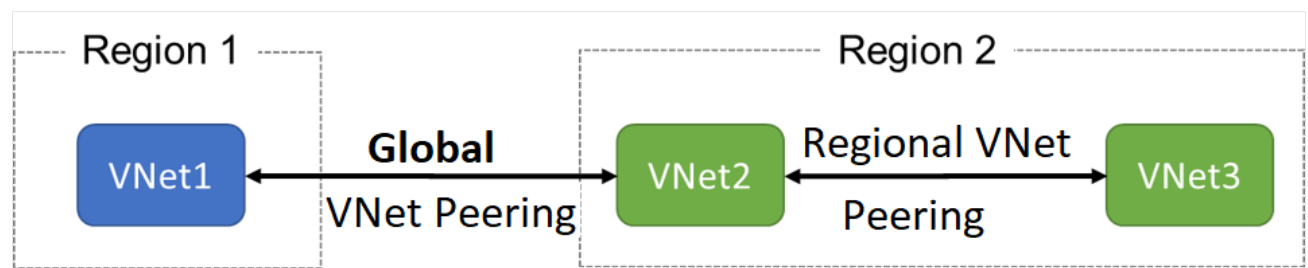 Region 1
Region 2
VNet1
Global
VNet Peering
VNet2
Regional VNet
Peering
VNet3